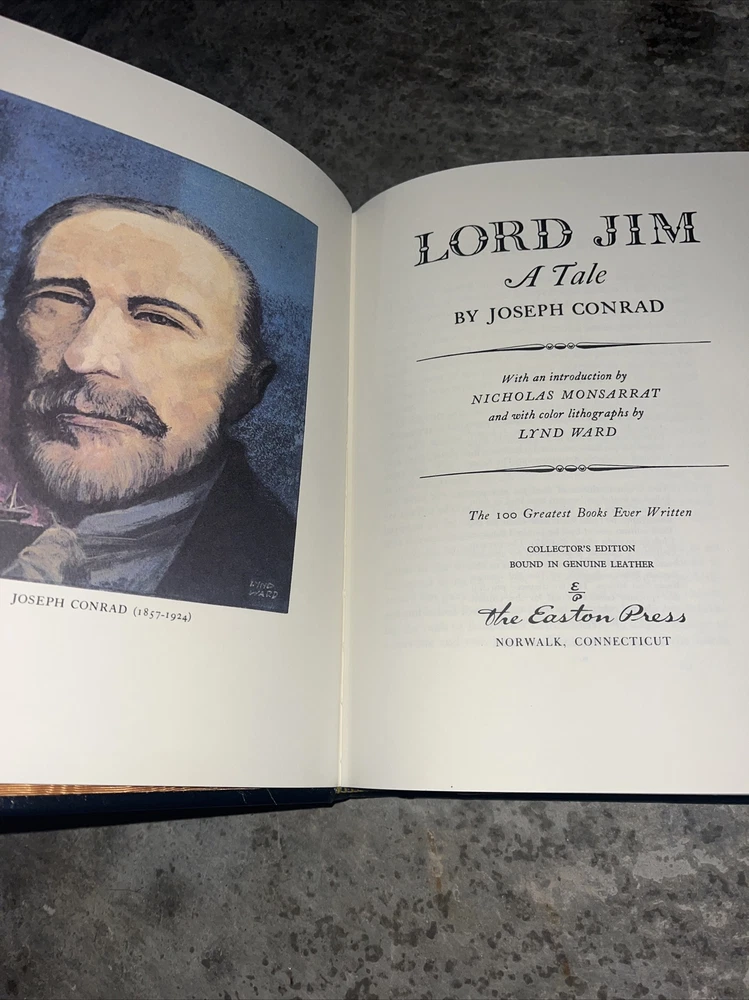 LYND
WARD
JOSEPH CONRAD (1857-1924)
LORD JIM
A Tale
BY JOSEPH CONRAD
With an introduction by
NICHOLAS MONSARRAT
and with color lithographs by
LYND WARD
The 100 Greatest Books Ever Written
COLLECTOR'S EDITION
BOUND IN GENUINE LEATHER
E
P
The Easton Press
NORWALK, CONNECTICUT